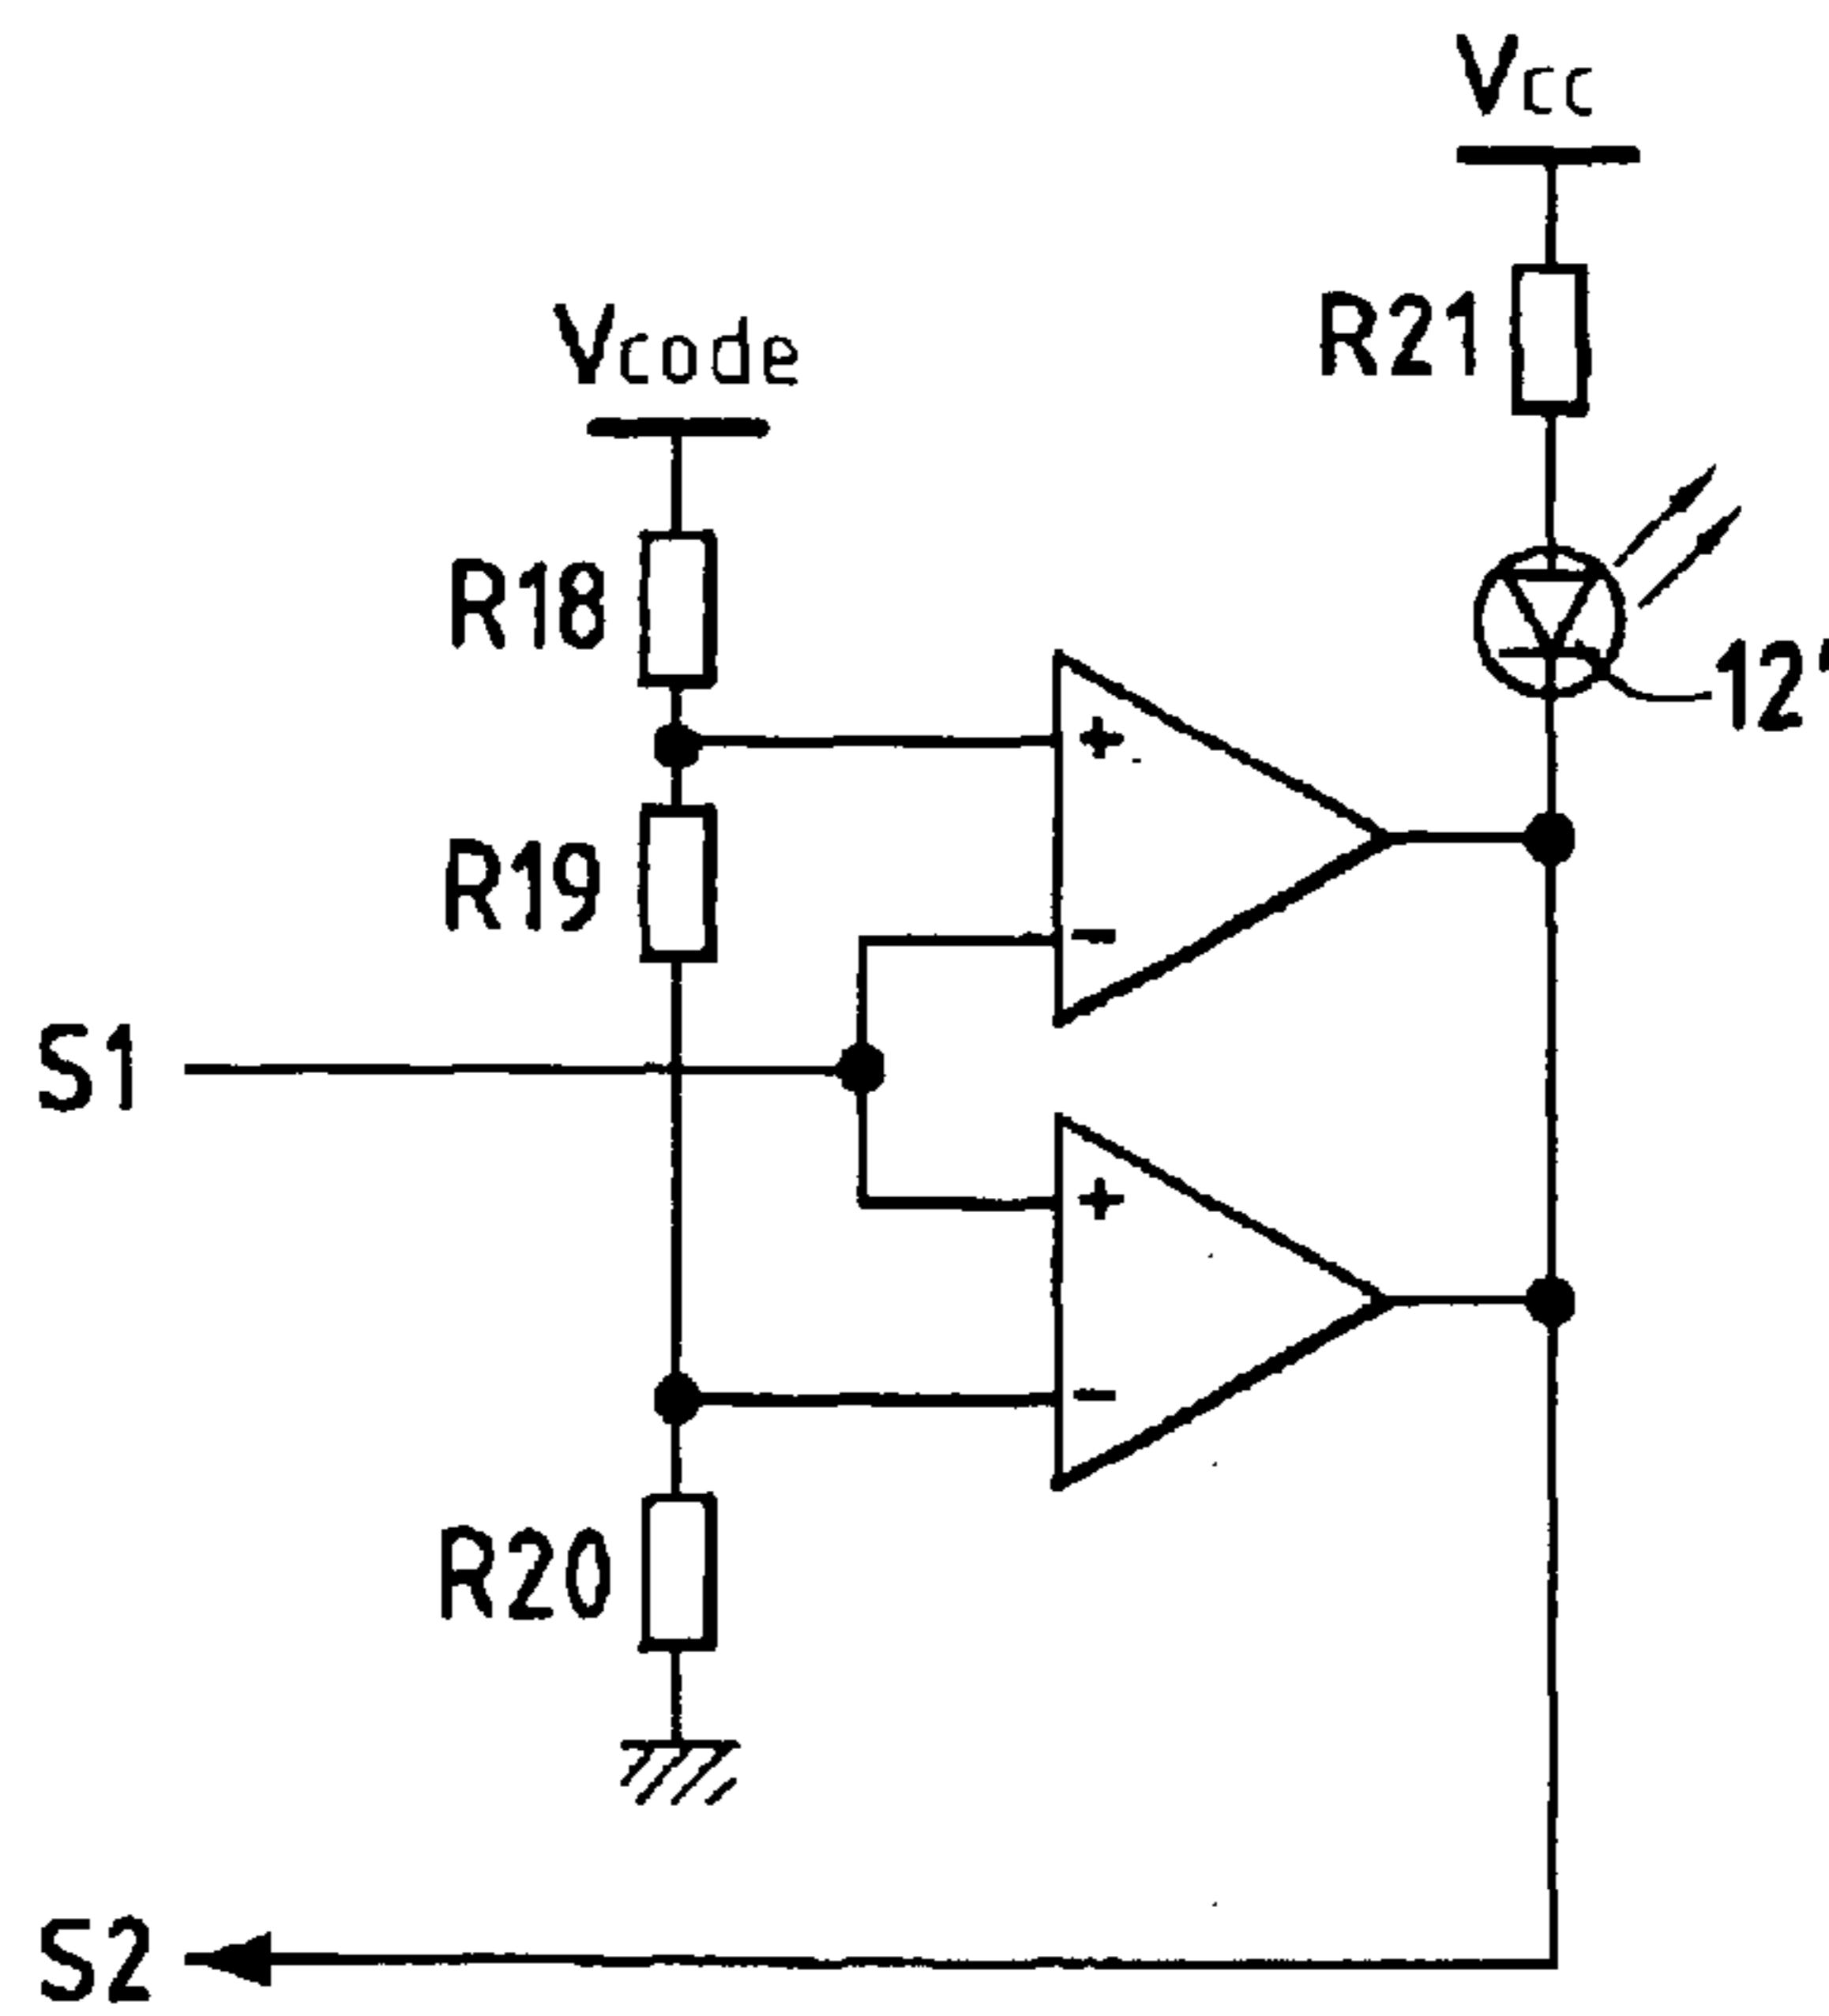 Vcc
Vcode
R21
R18
12'
R19
+
-
S1
+
-
R20
S2